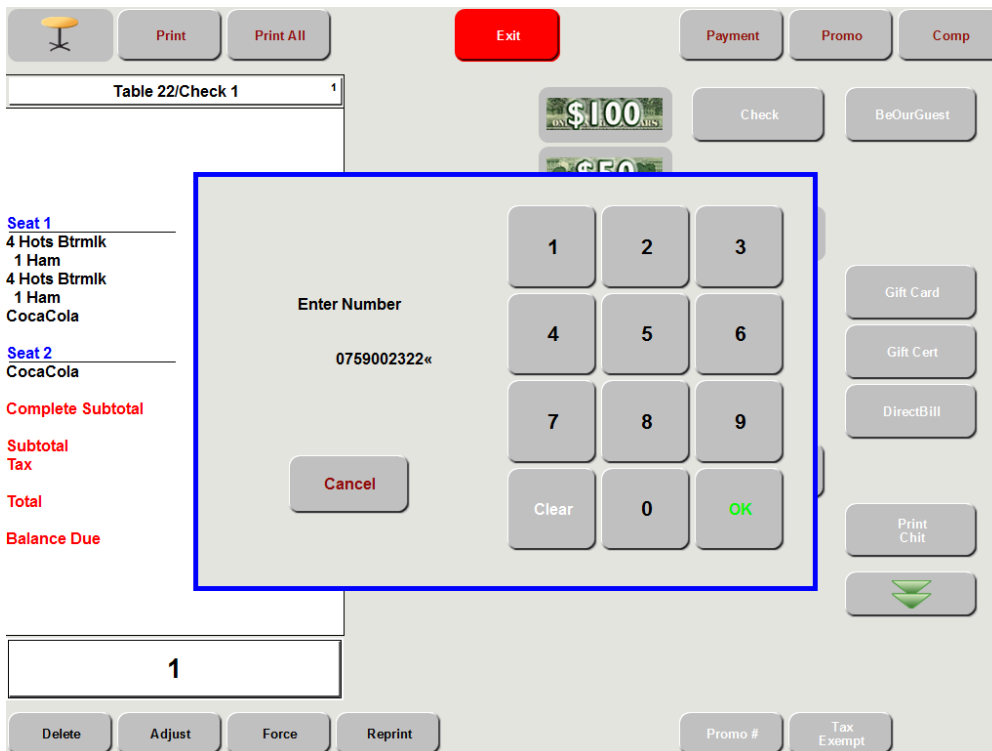 Print
Print All
Exit
Payment
Promo
Comp
Table 22/Check 1
1
$100
Check
BeOurGuest
$50
Seat 1
4 Hots Btrmlk
1 Ham
4 Hots Btrmlk
1 Ham
CocaCola
Seat 2
CocaCola
Complete Subtotal
Subtotal
Tax
Total
Balance Due
Enter Number
0759002322«
Cancel
1 2 3
4 5 6
7 8 9
Clear 0 OK
Gift Card
Gift Cert
DirectBill
Print
Chit
1
Delete
Adjust
Force
Reprint
Promo #
Tax
Exempt